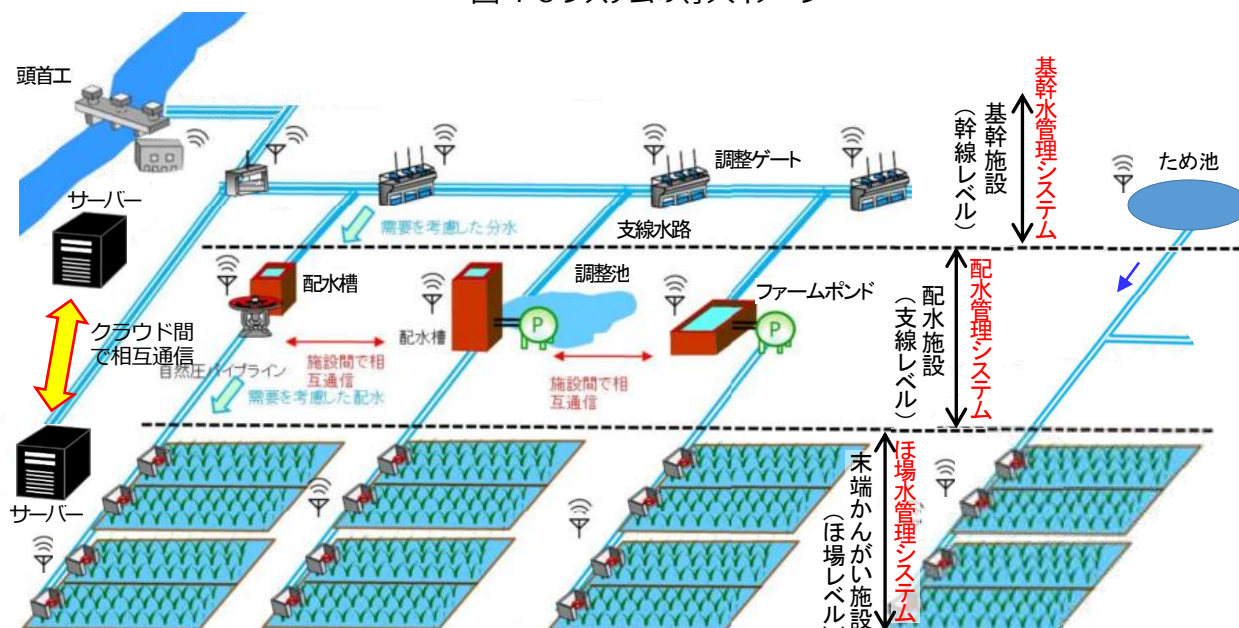 頭首工
サーバー
調整ゲート
ため池
基幹水管理システム
基幹施設
（幹線レベル）
需要を考慮した分水
支線水路
配水槽
調整池
ファームポンド
配水槽
P
P
クラウド間
で相互通信
自然圧パイプライン
施設間で相
互通信
施設間で相
互通信
需要を考慮した配水
配水管理システム
配水施設
（支線レベル）
サーバー
ほ場水管理システム
末端かんがい施設
（ほ場レベル）